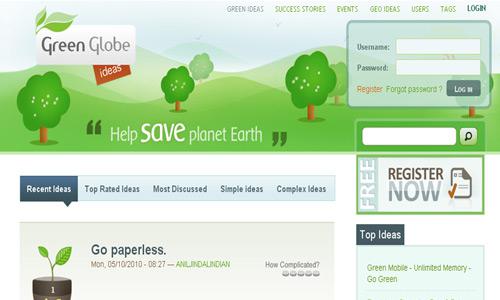 GREEN IDEAS SUCCESS STORIES EVENTS GEO IDEAS USERS TAGS LOGIN
Green Globe
ideas
Username:
Password:
Register Forgot password ? LOG IN
“ Help save planet Earth ”
FREE
REGISTER
NOW
Recent Ideas Top Rated Ideas Most Discussed Simple ideas Complex Ideas
Top Ideas
Go paperless.
Mon, 05/10/2010 - 08:27 — ANILJINDALINDIAN
How Complicated?
1
Green Mobile - Unlimited Memory -
Go Green